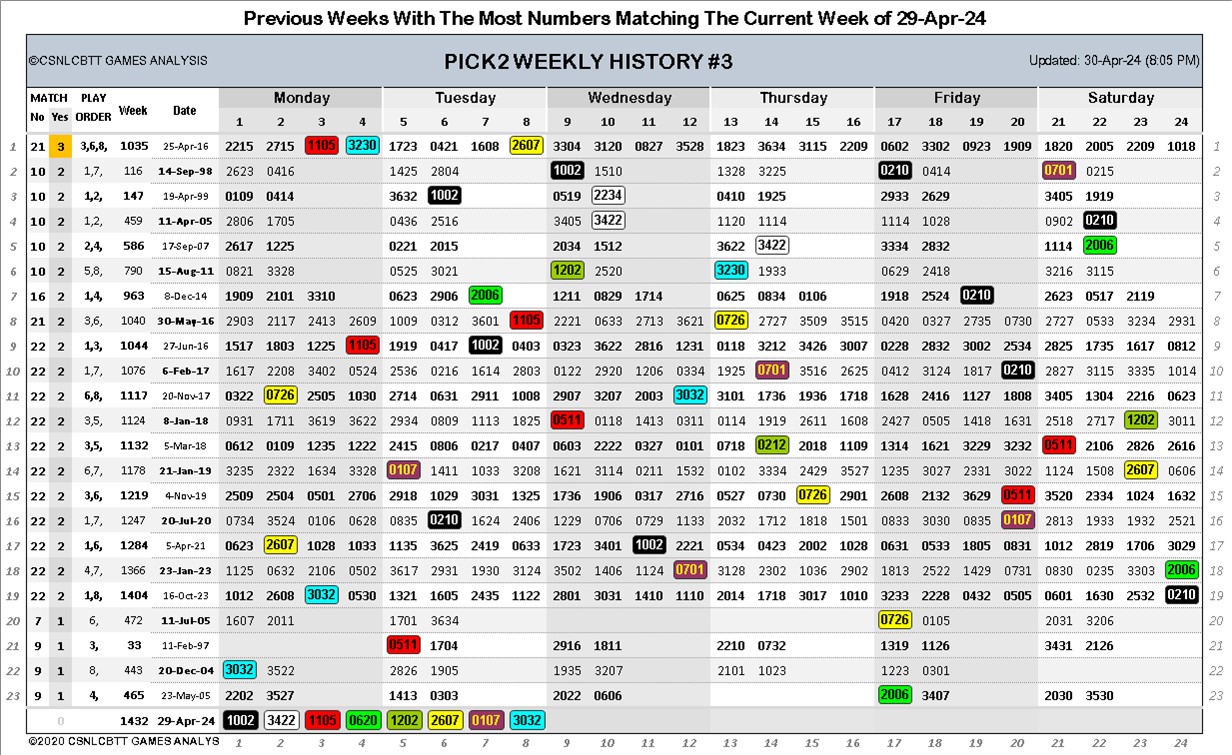 Previous Weeks With The Most Numbers Matching The Current Week of 29-Apr-24
©CSNLCBTT GAMES ANALYSIS PICK2 WEEKLY HISTORY #3 Updated: 30-Apr-24 (8:05 PM)
MATCH PLAY Week Date Monday Tuesday Wednesday Thursday Friday Saturday
No Yes ORDER 1 2 3 4 5 6 7 8 9 10 11 12 13 14 15 16 17 18 19 20 21 22 23 24
1 21 3 3,6,8, 1035 25-Apr-16 2215 2715 1105 3230 1723 0421 1608 2607 3304 3120 0827 3528 1823 3634 3115 2209 0602 3302 0923 1909 1820 2005 2209 1018 1
2 10 2 1,7, 116 14-Sep-98 2623 0416 1425 2804 1002 1510 1328 3225 0210 0414 0701 0215 2
3 10 2 1,2, 147 19-Apr-99 0109 0414 3632 1002 0519 2234 0410 1925 2933 2629 3405 1919 3
4 10 2 1,2, 459 11-Apr-05 2806 1705 0436 2516 3405 3422 1120 1114 1114 1028 0902 0210 4
5 10 2 2,4, 586 17-Sep-07 2617 1225 0221 2015 2034 1512 3622 3422 3334 2832 1114 2006 5
6 10 2 5,8, 790 15-Aug-11 0821 3328 0525 3021 1202 2520 3230 1933 0629 2418 3216 3115 6
7 16 2 1,4, 963 8-Dec-14 1909 2101 3310 0623 2906 2006 1211 0829 1714 0625 0834 0106 1918 2524 0210 2623 0517 2119 7
8 21 2 3,6, 1040 30-May-16 2903 2117 2413 2609 1009 0312 3601 1105 2221 0633 2713 3621 0726 2727 3509 3515 0420 0327 2735 0730 2727 0533 3234 2931 8
9 22 2 1,3, 1044 27-Jun-16 1517 1803 1225 1105 1919 0417 1002 0403 0323 3622 2816 1231 0118 3212 3426 3007 0228 2832 3002 2534 2825 1735 1617 0812 9
10 22 2 1,7, 1076 6-Feb-17 1617 2208 3402 0524 2536 0216 1614 2803 0122 2920 1206 0334 1925 0701 3516 2625 0412 3124 1817 0210 2827 3115 3335 1014 10
11 22 2 6,8, 1117 20-Nov-17 0322 0726 2505 1030 2714 0631 2911 1008 2907 3207 2003 3032 3101 1736 1936 1718 1628 2416 1127 1808 3405 1304 2216 0623 11
12 22 2 3,5, 1124 8-Jan-18 0931 1711 3619 3622 2934 0809 1113 1825 0511 0118 1413 0311 0114 1919 2611 1608 2427 0505 1418 1631 2518 2717 1202 3011 12
13 22 2 3,5, 1132 5-Mar-18 0612 0109 1235 1222 2415 0806 0217 0407 0603 2222 0327 0101 0718 0212 2018 1109 1314 1621 3229 3232 0511 2106 2826 2616 13
14 22 2 6,7, 1178 21-Jan-19 3235 2322 1634 3328 0107 1411 1033 3208 1621 3114 0211 1532 0102 3334 2429 3527 1235 3027 2331 3022 1124 1508 2607 0606 14
15 22 2 3,6, 1219 4-Nov-19 2509 2504 0501 2706 2918 1029 3031 1325 1736 1906 0317 2716 0527 0730 0726 2901 2608 2132 3629 0511 3520 2334 1024 1632 15
16 22 2 1,7, 1247 20-Jul-20 0734 3524 0106 0628 0835 0210 1624 2406 1229 0706 0729 1133 2032 1712 1818 1501 0833 3030 0835 0107 2813 1933 1932 2521 16
17 22 2 1,6, 1284 5-Apr-21 0623 2607 1028 1033 1135 3625 2419 0633 1723 3401 1002 2221 0534 0423 2002 1028 0631 0533 1805 0831 1012 2819 1706 3029 17
18 22 2 4,7, 1366 23-Jan-23 1125 0632 2106 0502 3617 2931 1930 3124 3502 1406 1124 0701 3128 2302 1036 2902 1813 2522 1429 0731 0830 0235 3303 2006 18
19 22 2 1,8, 1404 16-Oct-23 1012 2608 3032 0530 1321 1605 2435 1129 2801 3031 1410 1110 2014 1718 3017 1010 3233 2228 0432 0505 0601 1630 2532 0210 19
20 7 1 6, 472 11-Jul-05 1607 2011 1701 3634 0726 0105 2031 3206 20
21 9 1 3, 33 11-Feb-97 0511 1704 2916 1811 2210 0732 1319 1126 3431 2126 21
22 9 1 8, 443 20-Dec-04 3032 3522 2826 1905 1935 3207 2101 1023 1223 0301 22
23 9 1 4, 465 23-May-05 2202 3527 1413 0303 2022 0606 2006 3407 2030 3530 23
0 1432 29-Apr-24 1002 3422 1105 0620 1202 2607 0107 3032
©2020 CSNLCBTT GAMES ANALYS 1 2 3 4 5 6 7 8 9 10 11 12 13 14 15 16 17 18 19 20 21 22 23 24